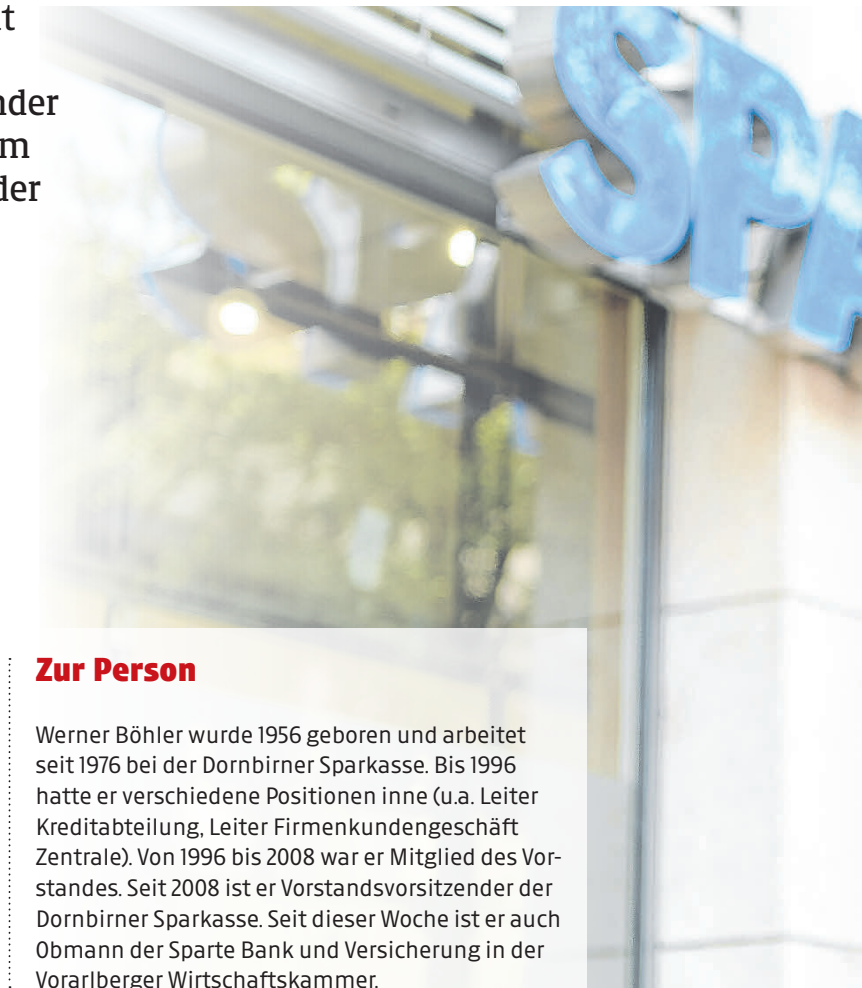 t
nder
m
der
SPA
Zur Person
Werner Böhler wurde 1956 geboren und arbeitet
seit 1976 bei der Dornbirner Sparkasse. Bis 1996
hatte er verschiedene Positionen inne (u.a. Leiter
Kreditabteilung, Leiter Firmenkundengeschäft
Zentrale). Von 1996 bis 2008 war er Mitglied des Vor-
standes. Seit 2008 ist er Vorstandsvorsitzender der
Dornbirner Sparkasse. Seit dieser Woche ist er auch
Obmann der Sparte Bank und Versicherung in der
Vorarlberger Wirtschaftskammer.